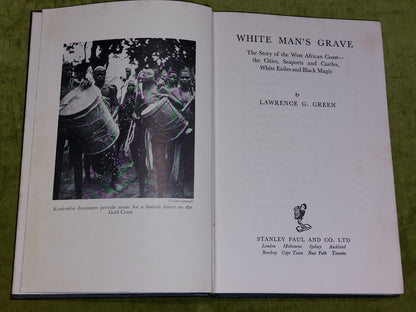 Konkomba drummers provide music for a festival dance on the
Gold Coast
WHITE MAN'S GRAVE
The Story of the West African Coast—
the Cities, Seaports and Castles,
White Exiles and Black Magic
by
LAWRENCE G. GREEN
STANLEY PAUL AND CO. LTD
London Melbourne Sydney Auckland
Bombay Cape Town New York Toronto